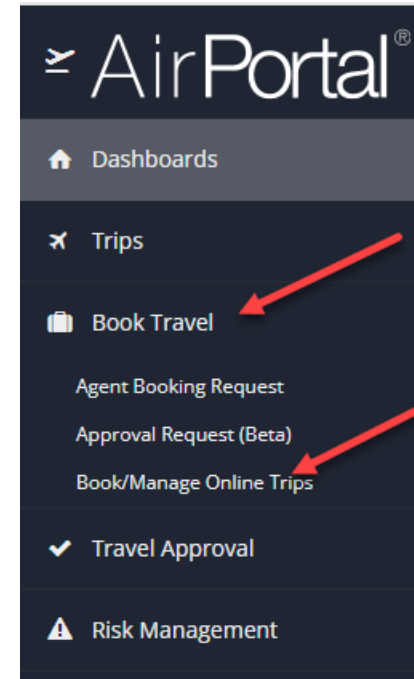 AirPortal®
Dashboards
Trips
Book Travel
Agent Booking Request
Approval Request (Beta)
Book/Manage Online Trips
Travel Approval
Risk Management